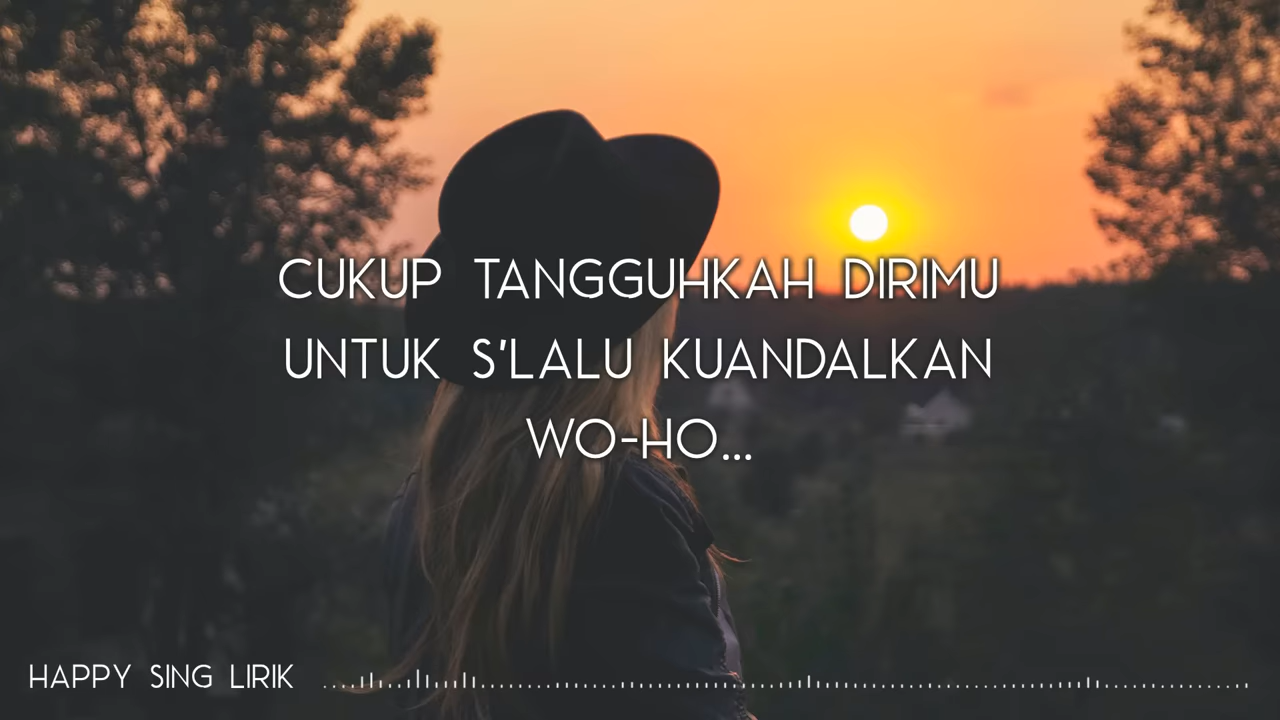 CUKUP TANGGUHKAH DIRIMU
UNTUK S'LALU KUANDALKAN
WO-HO...
HAPPY SING LIRIK